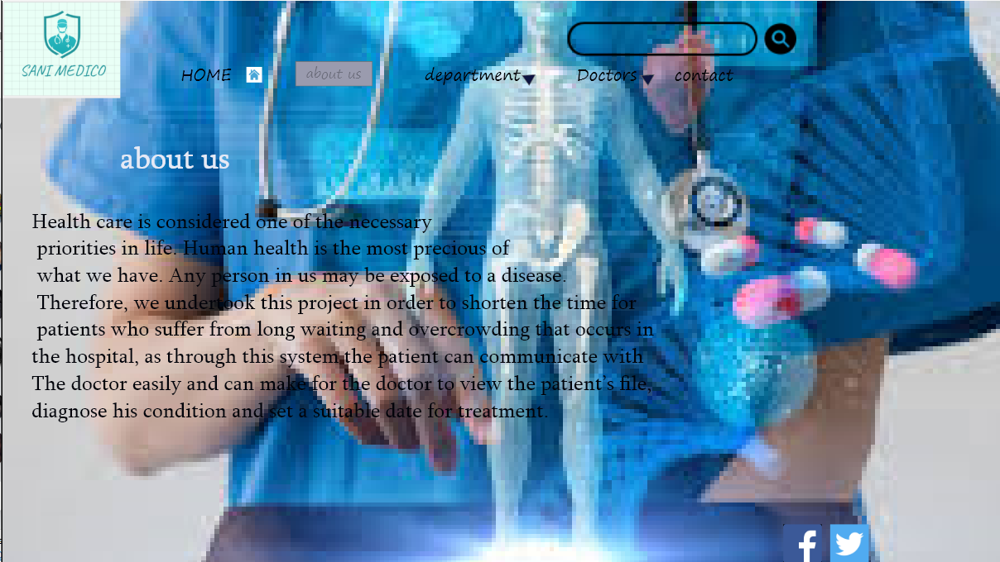 SANI MEDICO
HOME
about us
department
Doctors
contact
about us
Health care is considered one of the necessary
priorities in life. Human health is the most precious of
what we have. Any person in us may be exposed to a disease.
Therefore, we undertook this project in order to shorten the time for
patients who suffer from long waiting and overcrowding that occurs in
the hospital, as through this system the patient can communicate with
The doctor easily and can make for the doctor to view the patient's file,
diagnose his condition and set a suitable date for treatment.